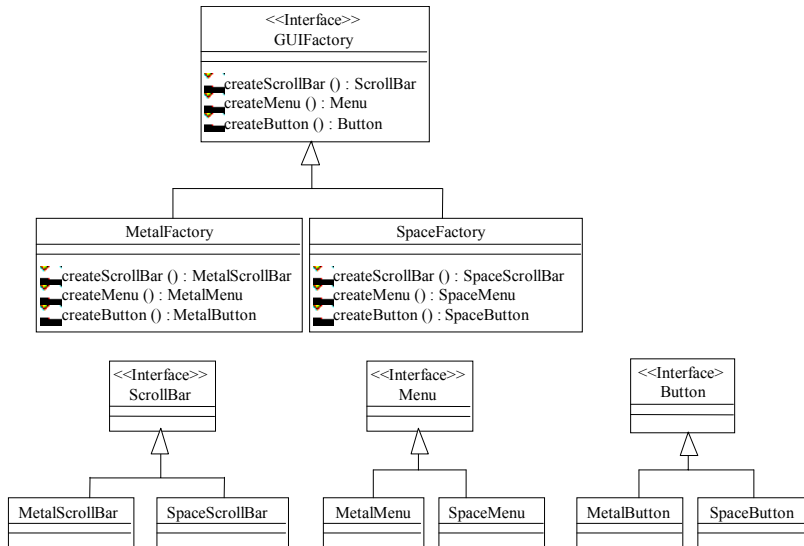 <<Interface>>
GUIFactory
createScrollBar () : ScrollBar
createMenu () : Menu
createButton () : Button
MetalFactory
createScrollBar () : MetalScrollBar
createMenu () : MetalMenu
createButton () : MetalButton
SpaceFactory
createScrollBar () : SpaceScrollBar
createMenu () : SpaceMenu
createButton () : SpaceButton
<<Interface>>
ScrollBar
<<Interface>>
Menu
<<Interface>
Button
MetalScrollBar
SpaceScrollBar
MetalMenu
SpaceMenu
MetalButton
SpaceButton